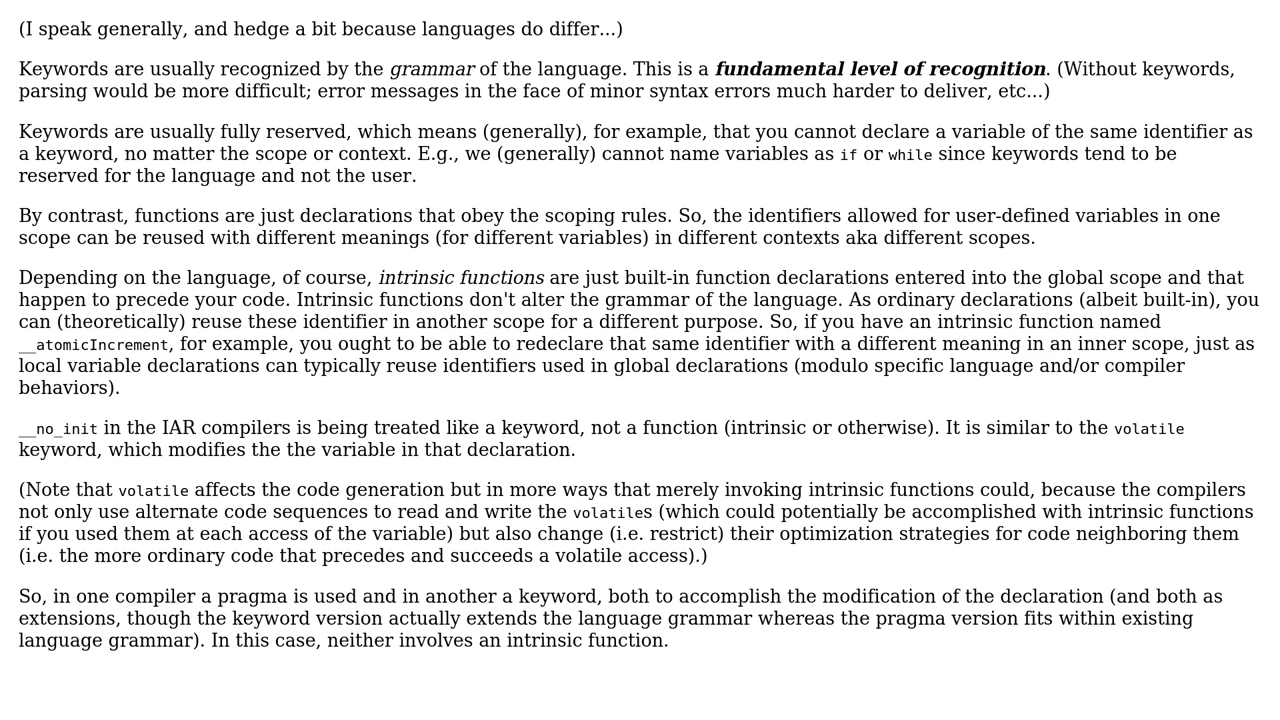 (I speak generally, and hedge a bit because languages do differ...)
Keywords are usually recognized by the grammar of the language. This is a fundamental level of recognition. (Without keywords,
parsing would be more difficult; error messages in the face of minor syntax errors much harder to deliver, etc...)
Keywords are usually fully reserved, which means (generally), for example, that you cannot declare a variable of the same identifier as
a keyword, no matter the scope or context. E.g., we (generally) cannot name variables as if or while since keywords tend to be
reserved for the language and not the user.
By contrast, functions are just declarations that obey the scoping rules. So, the identifiers allowed for user-defined variables in one
scope can be reused with different meanings (for different variables) in different contexts aka different scopes.
Depending on the language, of course, intrinsic functions are just built-in function declarations entered into the global scope and that
happen to precede your code. Intrinsic functions don't alter the grammar of the language. As ordinary declarations (albeit built-in), you
can (theoretically) reuse these identifier in another scope for a different purpose. So, if you have an intrinsic function named
__atomicIncrement, for example, you ought to be able to redeclare that same identifier with a different meaning in an inner scope, just as
local variable declarations can typically reuse identifiers used in global declarations (modulo specific language and/or compiler
behaviors).
__no_init in the IAR compilers is being treated like a keyword, not a function (intrinsic or otherwise). It is similar to the volatile
keyword, which modifies the the variable in that declaration.
(Note that volatile affects the code generation but in more ways that merely invoking intrinsic functions could, because the compilers
not only use alternate code sequences to read and write the volatiles (which could potentially be accomplished with intrinsic functions
if you used them at each access of the variable) but also change (i.e. restrict) their optimization strategies for code neighboring them
(i.e. the more ordinary code that precedes and succeeds a volatile access).)
So, in one compiler a pragma is used and in another a keyword, both to accomplish the modification of the declaration (and both as
extensions, though the keyword version actually extends the language grammar whereas the pragma version fits within existing
language grammar). In this case, neither involves an intrinsic function.